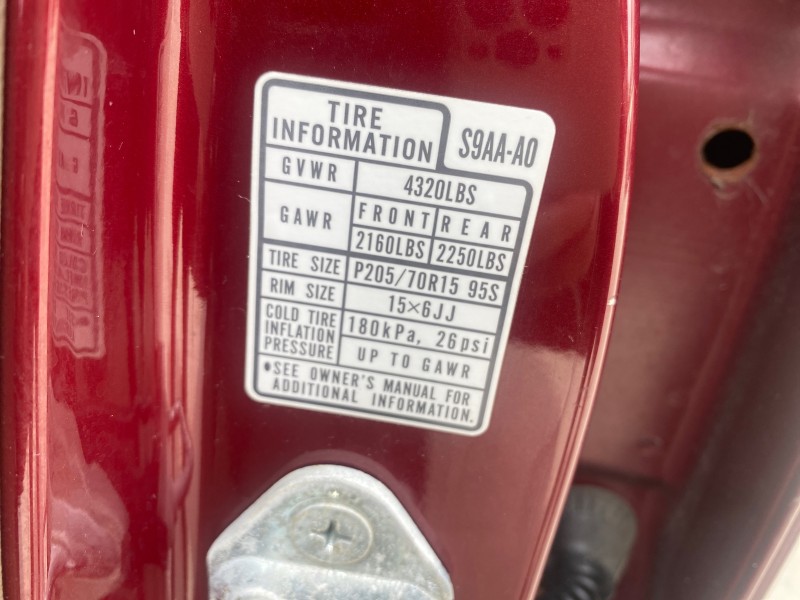 TIRE
INFORMATION
S9AA-A0
GVWR 4320LBS
GAWR FRONT REAR
2160LBS 2250LBS
TIRE SIZE P205/70R15 95S
RIM SIZE 15×6JJ
COLD TIRE
INFLATION
PRESSURE
180kPa, 26psi
UP TO GAWR
•SEE OWNER'S MANUAL FOR
ADDITIONAL INFORMATION.